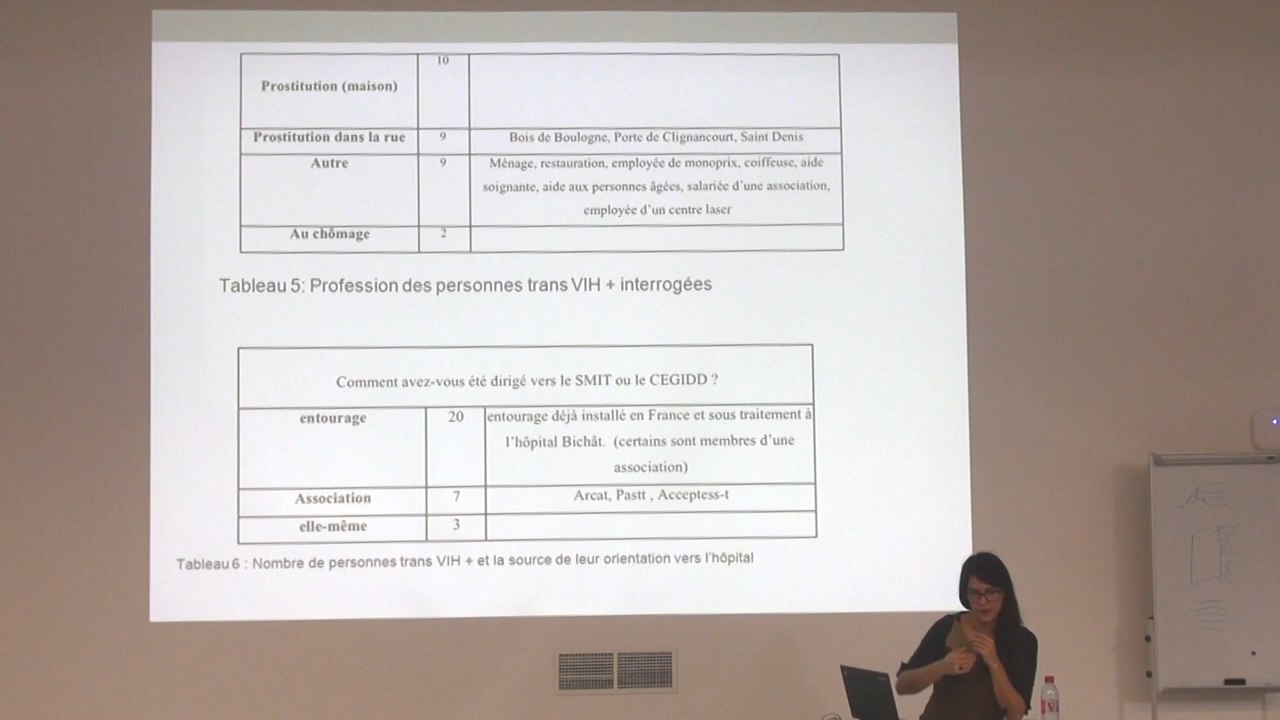 10
Prostitution (maison)
Prostitution dans la rue 9 Bois de Boulogne, Porte de Clignancourt, Saint Denis
Autre 9 Ménage, restauration, employée de monoprix, coiffeuse, aide
soignante, aide aux personnes âgées, salariée d'une association,
employée d'un centre laser
Au chômage 2
Tableau 5: Profession des personnes trans VIH + interrogées
Comment avez-vous été dirigé vers le SMIT ou le CEGIDD ?
entourage 20 entourage déjà installé en France et sous traitement à
l'hôpital Bichât. (certains sont membres d'une
association)
Association 7 Arcat, Pastt , Acceptess-t
elle-même 3
Tableau 6 : Nombre de personnes trans VIH + et la source de leur orientation vers l'hôpital